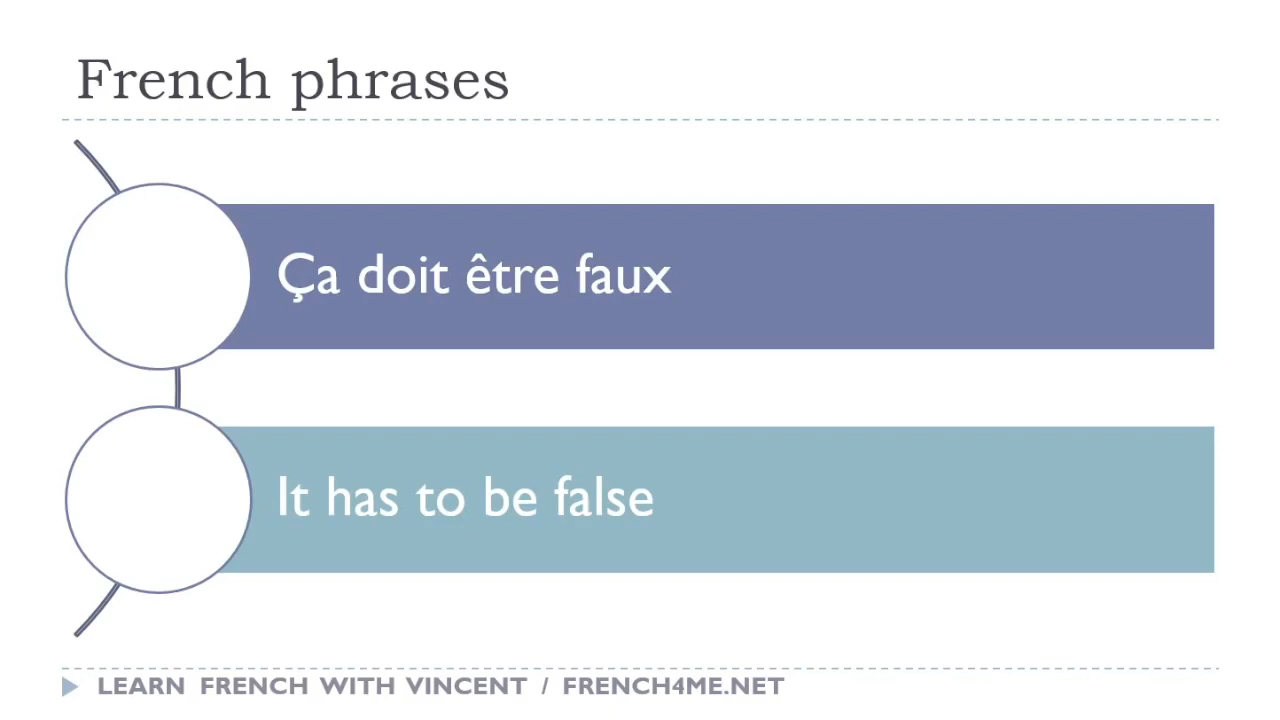 French phrases
Ça doit être faux
It has to be false
LEARN FRENCH WITH VINCENT / FRENCH4ME.NET